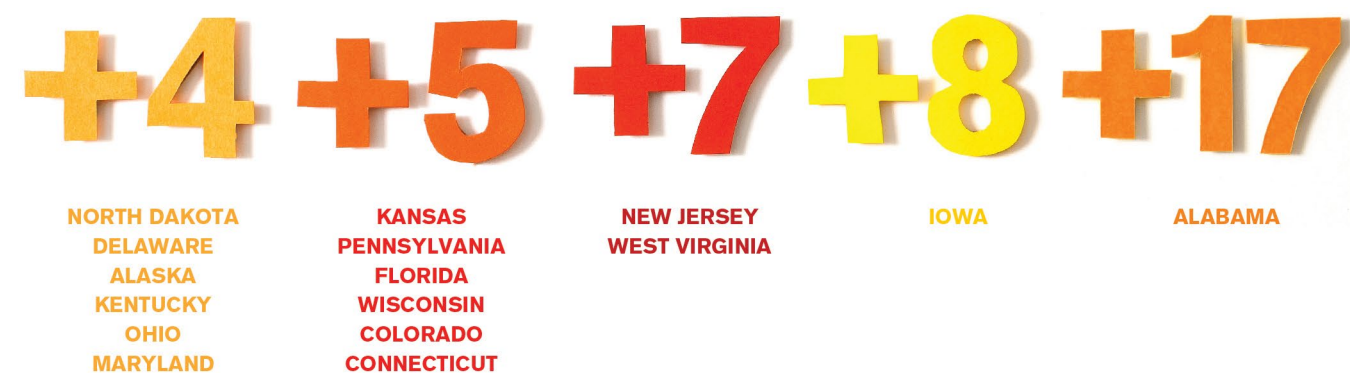 +4
NORTH DAKOTA
DELAWARE
ALASKA
KENTUCKY
OHIO
MARYLAND
+5
KANSAS
PENNSYLVANIA
FLORIDA
WISCONSIN
COLORADO
CONNECTICUT
+7
NEW JERSEY
WEST VIRGINIA
+8
IOWA
+17
ALABAMA